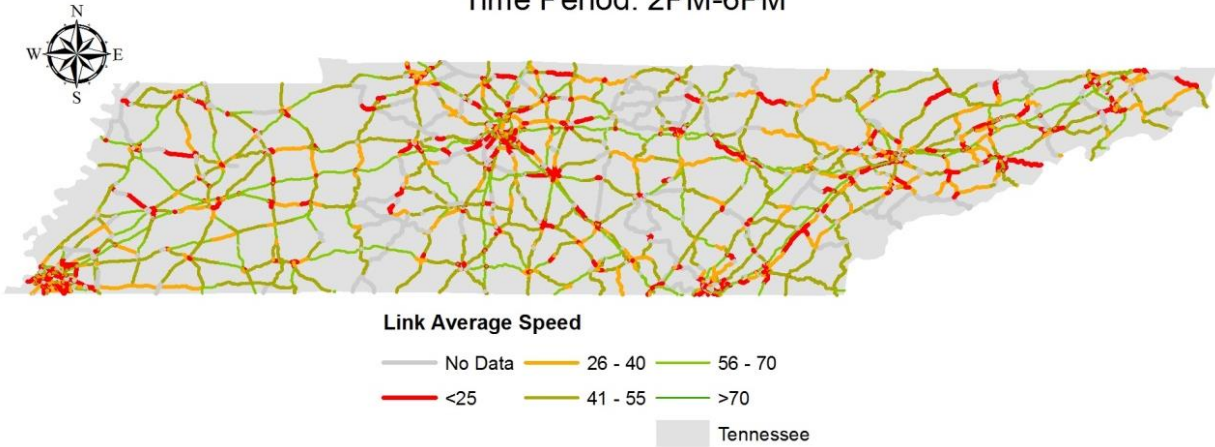 Time Period: 2PM-6PM
N
W E
S
Link Average Speed
No Data 26 - 40 56 - 70
<25 41 - 55 >70
Tennessee